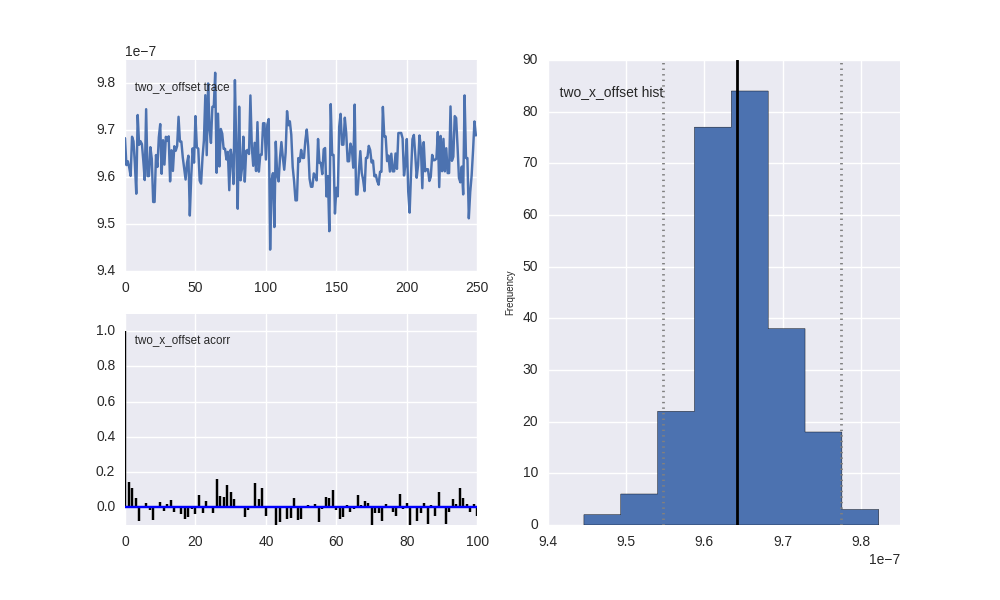 1e−7
9.8
9.7
9.6
9.5
9.4
two_x_offset trace
0 50 100 150 200 250
1.0
0.8
0.6
0.4
0.2
0.0
two_x_offset acorr
0 20 40 60 80 100
90
80
70
60
50
40
30
20
10
0
Frequency
two_x_offset hist
9.4 9.5 9.6 9.7 9.8
1e−7